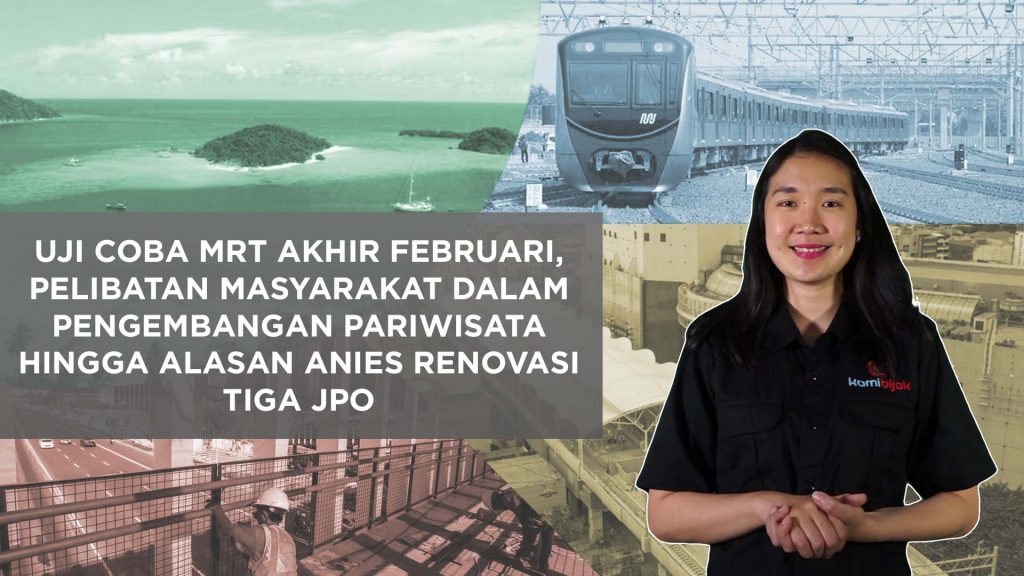 UJI COBA MRT AKHIR FEBRUARI,
PELIBATAN MASYARAKAT DALAM
PENGEMBANGAN PARIWISATA
HINGGA ALASAN ANIES RENOVASI
TIGA JPO
kamibijak